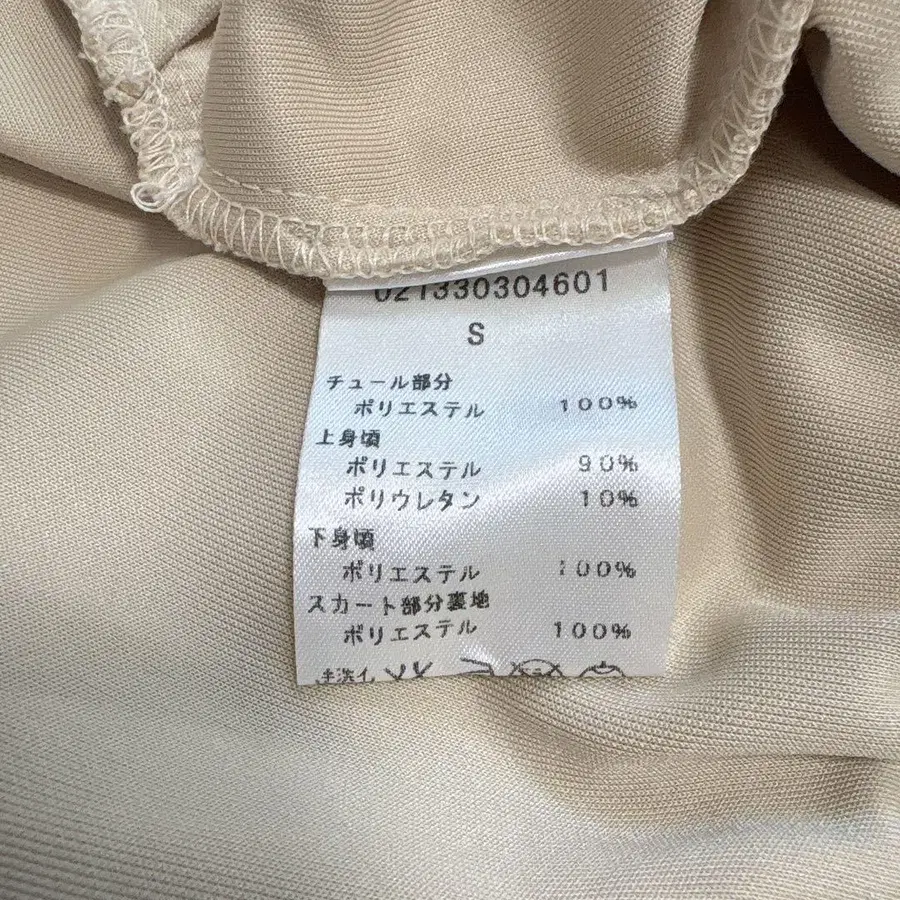 021330304601
S
チュール部分
ポリエステル 100%
上身頃
ポリエステル 90%
ポリウレタン 10%
下身頃
ポリエステル 100%
スカート部分裏地
ポリエステル 100%